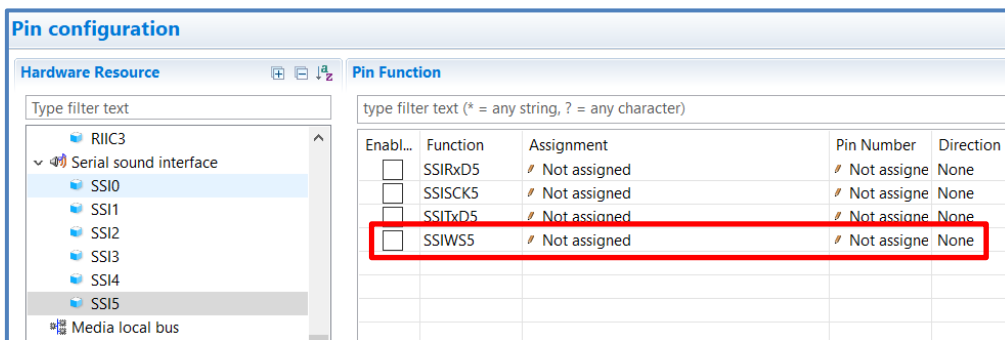 Pin configuration
Hardware Resource
Type filter text
RIIC3
Serial sound interface
SSI0
SSI1
SSI2
SSI3
SSI4
SSI5
Media local bus
Pin Function
type filter text (* = any string, ? = any character)
Enabl... Function Assignment Pin Number Direction
SSIRxD5 Not assigned Not assigne None
SSISCK5 Not assigned Not assigne None
SSITxD5 Not assigned Not assigne None
SSIWS5 Not assigned Not assigne None